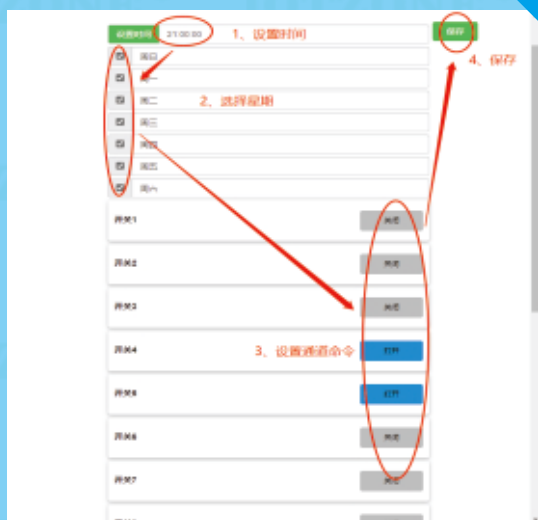 设置时间 21:00:00 1、设置时间 保存
4、保存
周日
周一
周二 2、选择星期
周三
周四
周五
周六
开关1 关闭
开关2 关闭
开关3 关闭
开关4 3、设置通道命令 打开
开关5 打开
开关6 关闭
开关7 关闭